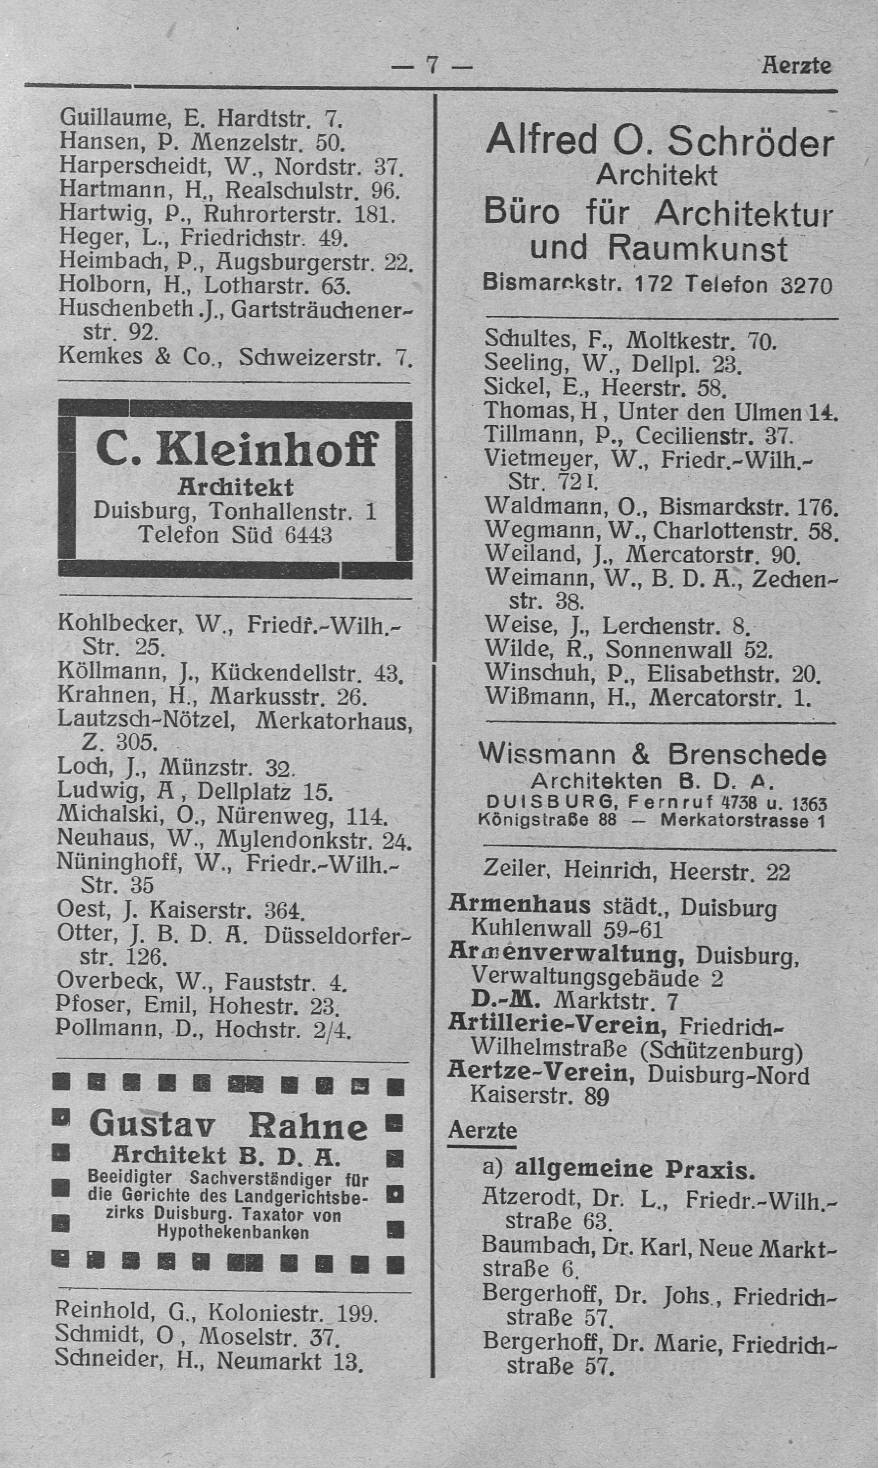 — 7 —
Aerzte
Guillaume, E. Hardtstr. 7.
Hansen, P. Menzelstr. 50.
Harperscheidt, W., Nordstr. 37.
Hartmann, H., Realschulstr. 96.
Hartwig, P., Ruhrorterstr. 181.
Heger, L., Friedrichstr. 49.
Heimbach, P., Augsburgerstr. 22.
Holborn, H., Lotharstr. 63.
Huschenbeth .J., Gartsträuchener-
str. 92.
Kemkes & Co., Schweizerstr. 7.
C. Kleinhoff
Architekt
Duisburg, Tonhallenstr. 1
Telefon Süd 6443
Kohlbecker, W., Friedr.-Wilh.-
Str. 25.
Köllmann, J., Kückendellstr. 43.
Krahnen, H., Markusstr. 26.
Lautzsch-Nötzel, Merkatorhaus,
Z. 305.
Loch, J., Münzstr. 32.
Ludwig, A , Dellplatz 15.
Michalski, O., Nürenweg, 114.
Neuhaus, W., Mylendonkstr. 24.
Nüninghoff, W., Friedr.-Wilh.-
Str. 35
Oest, J. Kaiserstr. 364.
Otter, J. B. D. A. Düsseldorfer-
str. 126.
Overbeck, W., Fauststr. 4.
Pfoser, Emil, Hohestr. 23.
Pollmann, D., Hochstr. 2/4.
Gustav Rahne
Architekt B. D. A.
Beeidigter Sachverständiger für
die Gerichte des Landgerichtsbe-
zirks Duisburg. Taxator von
Hypothekenbanken
Reinhold, G., Koloniestr. 199.
Schmidt, O , Moselstr. 37.
Schneider, H., Neumarkt 13.
Alfred O. Schröder
Architekt
Büro für Architektur
und Raumkunst
Bismarckstr. 172 Telefon 3270
Schultes, F., Moltkestr. 70.
Seeling, W., Dellpl. 23.
Sickel, E., Heerstr. 58.
Thomas, H , Unter den Ulmen 14.
Tillmann, P., Cecilienstr. 37.
Vietmeyer, W., Friedr.-Wilh.-
Str. 72 I.
Waldmann, O., Bismarckstr. 176.
Wegmann, W., Charlottenstr. 58.
Weiland, J., Mercatorstr. 90.
Weimann, W., B. D. A., Zechen-
str. 38.
Weise, J., Lerchenstr. 8.
Wilde, R., Sonnenwall 52.
Winschuh, P., Elisabethstr. 20.
Wißmann, H., Mercatorstr. 1.
Wissmann & Brenschede
Architekten B. D. A.
DUISBURG, Fernruf 4738 u. 1363
Königstraße 88 — Merkatorstrasse 1
Zeiler, Heinrich, Heerstr. 22
Armenhaus städt., Duisburg
Kuhlenwall 59-61
Armenverwaltung, Duisburg,
Verwaltungsgebäude 2
D.-M. Marktstr. 7
Artillerie-Verein, Friedrich-
Wilhelmstraße (Schützenburg)
Aertze-Verein, Duisburg-Nord
Kaiserstr. 89
Aerzte
a) allgemeine Praxis.
Atzerodt, Dr. L., Friedr.-Wilh.-
straße 63.
Baumbach, Dr. Karl, Neue Markt-
straße 6.
Bergerhoff, Dr. Johs., Friedrich-
straße 57.
Bergerhoff, Dr. Marie, Friedrich-
straße 57.